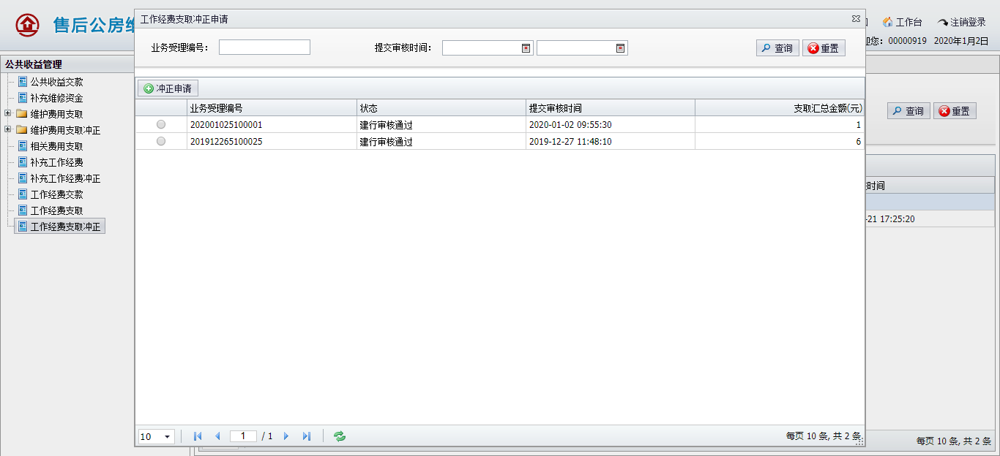 售后公房维
工作台
注销登录
您: 00000919 2020年1月2日
公共收益管理
公共收益交款
补充维修资金
维护费用支取
维护费用支取冲正
相关费用支取
补充工作经费
补充工作经费冲正
工作经费交款
工作经费支取
工作经费支取冲正
工作经费支取冲正申请
业务受理编号:
提交审核时间:
查询
重置
冲正申请
业务受理编号 状态 提交审核时间 支取汇总金额(元)
202001025100001 建行审核通过 2020-01-02 09:55:30 1
201912265100025 建行审核通过 2019-12-27 11:48:10 6
10
1 / 1
每页 10 条, 共 2 条
查询
重置
时间
-21 17:25:20
每页 10 条, 共 2 条